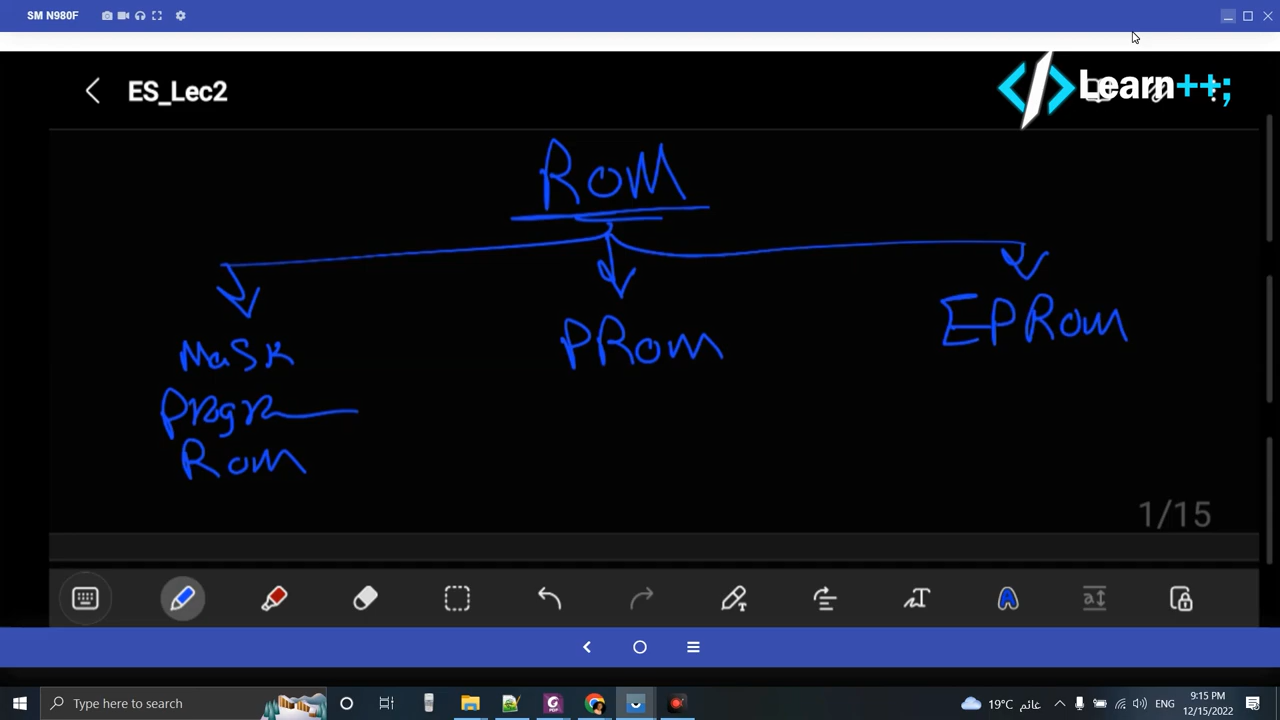 SM N980F
ES_Lec2
Learn++;
ROM
Mask
PROM
EPROM
Rom
1/15
Type here to search
19°C غائم
ENG
9:15 PM
12/15/2022